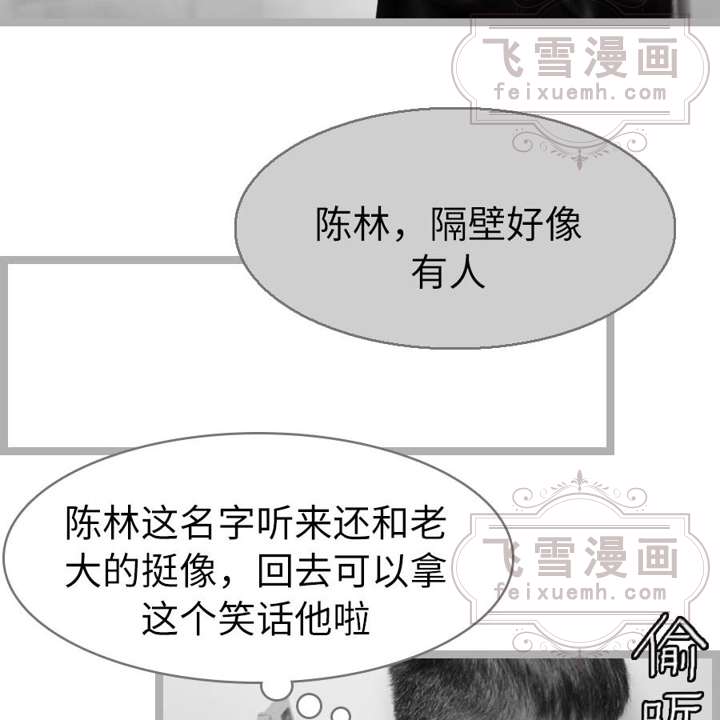 飞雪漫画
feixuemh.com
陈林，隔壁好像
有人
陈林这名字听来还和老
大的挺像，回去可以拿
这个笑话他啦
飞雪漫画
feixuemh.com
偷
听